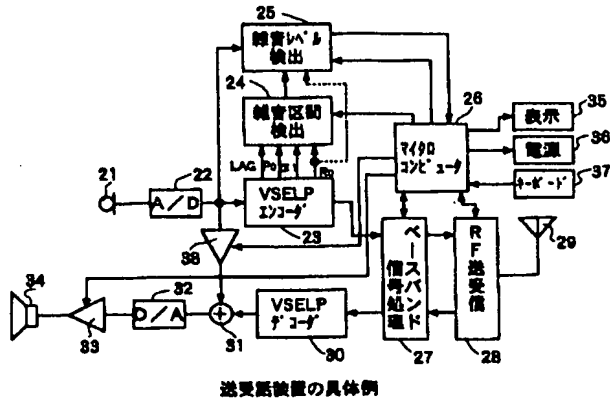 25
雑音レベル
検出
24
雑音区間
検出
26
マイクロ
コンピュータ
35
表示
36
電源
37
キーボード
LAG
P0
R0
21
22
A/D
VSELP
エンコーダ
23
38
29
34
33
32
D/A
31
VSELP
デコーダ
30
ベースバンド
信号処理
27
RF送受信
28
送受話装置の具体例